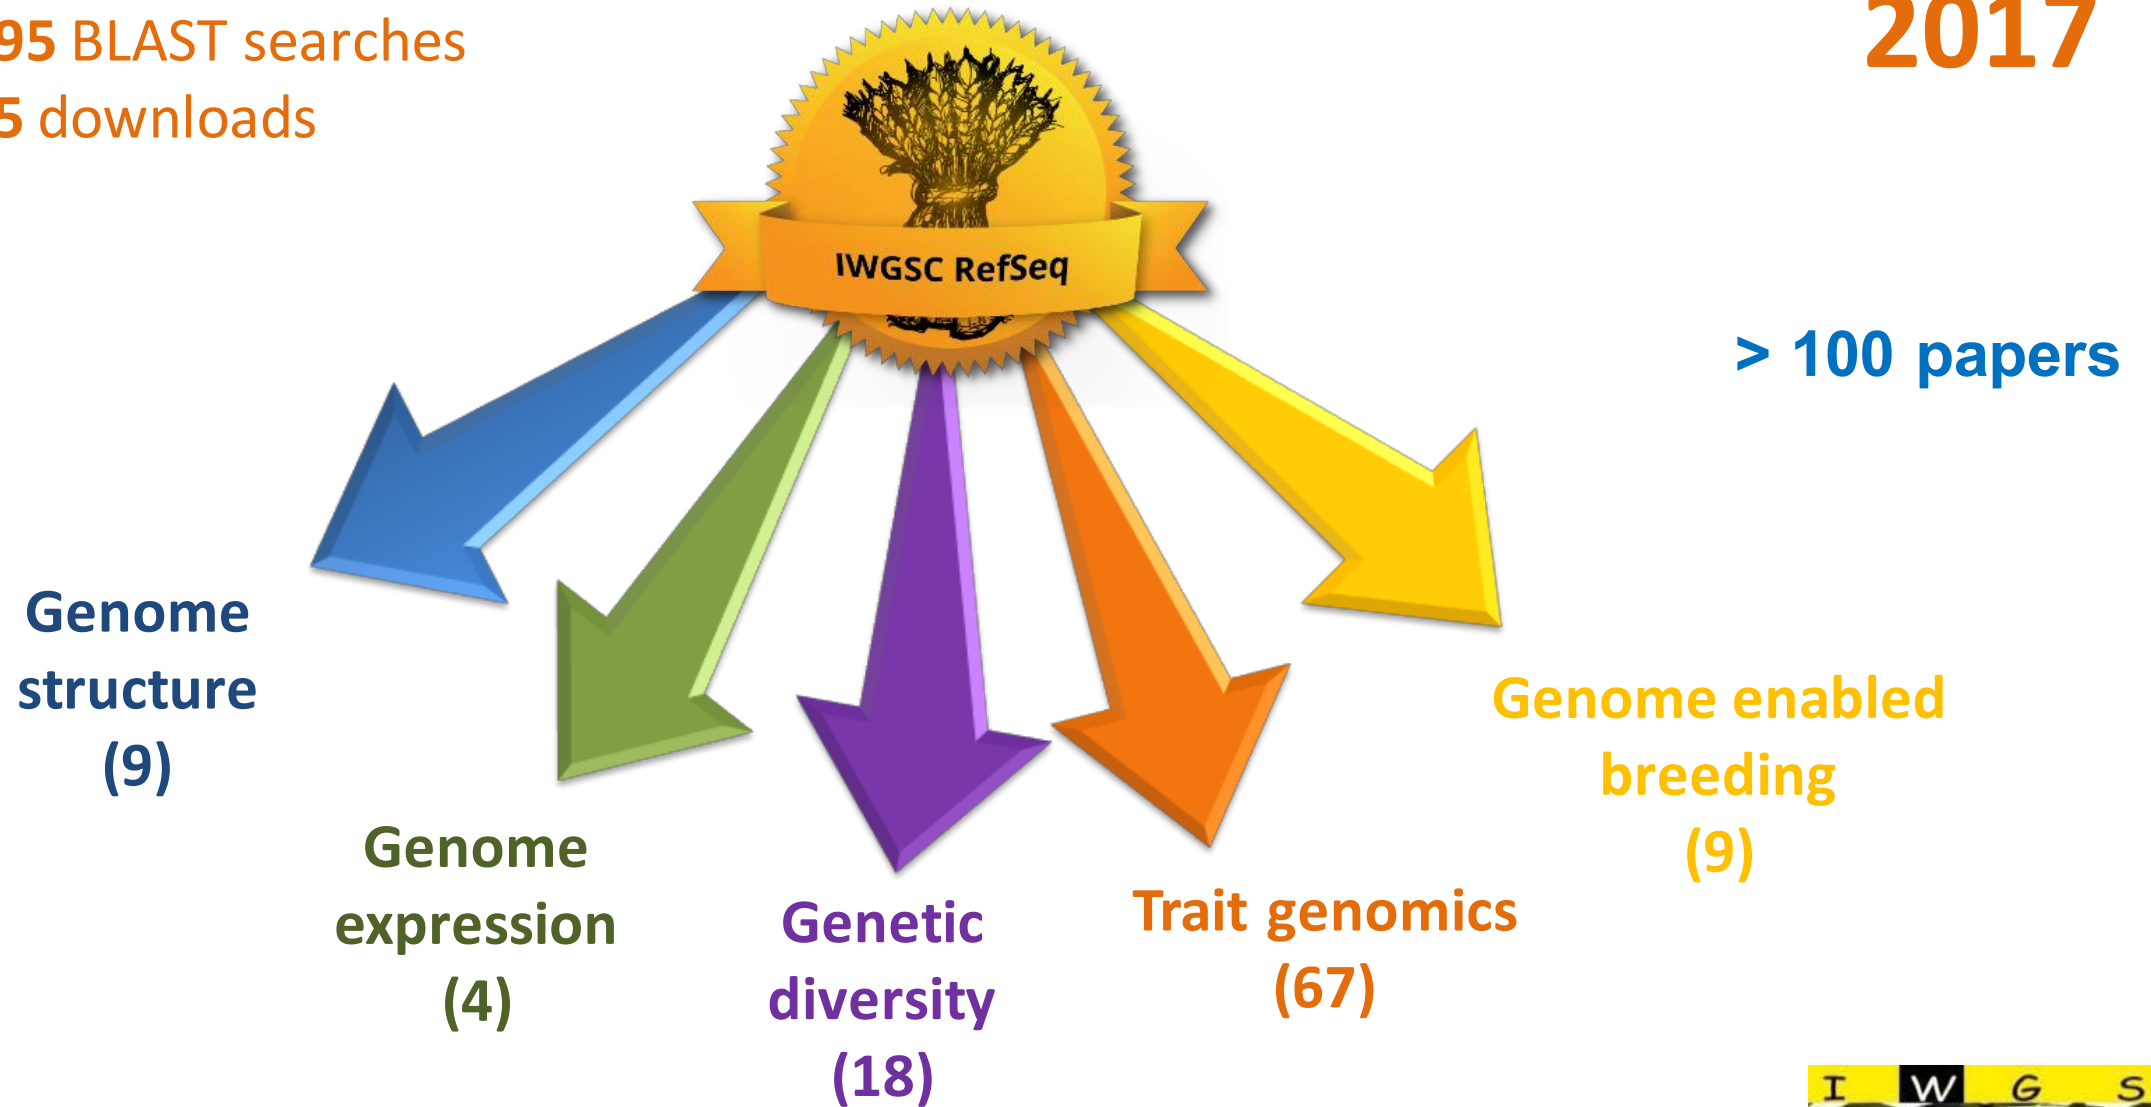 95 BLAST searches
5 downloads
2017
IWGSC RefSeq
> 100 papers
Genome
structure
(9)
Genome
expression
(4)
Genetic
diversity
(18)
Trait genomics
(67)
Genome enabled
breeding
(9)
I W G S